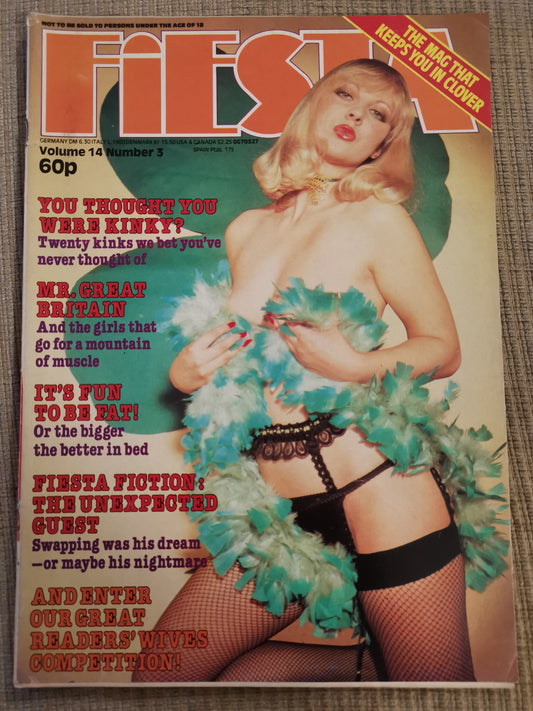 NOT TO BE SOLD TO PERSONS UNDER THE AGE OF 18
FiESTA
THE MAG THAT
KEEPS YOU IN CLOVER
Volume 14 Number 3
60p
YOU THOUGHT YOU
WERE KINKY?
Twenty kinks we bet you've
never thought of
MR. GREAT
BRITAIN
And the girls that
go for a mountain
of muscle
IT'S FUN
TO BE FAT!
Or the bigger
the better in bed
FIESTA FICTION:
THE UNEXPECTED
GUEST
Swapping was his dream
—or maybe his nightmare
AND ENTER
OUR GREAT
READERS' WIVES
COMPETITION!